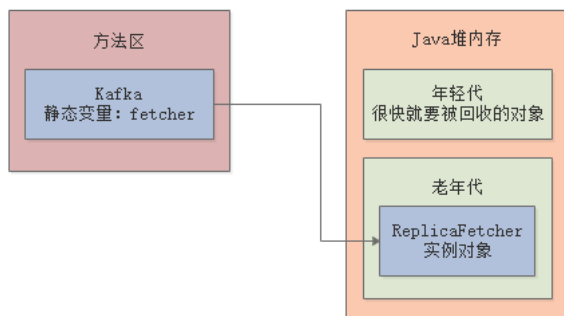 方法区
Kafka
静态变量：fetcher
Java堆内存
年轻代
很快就要被回收的对象
老年代
ReplicaFetcher
实例对象